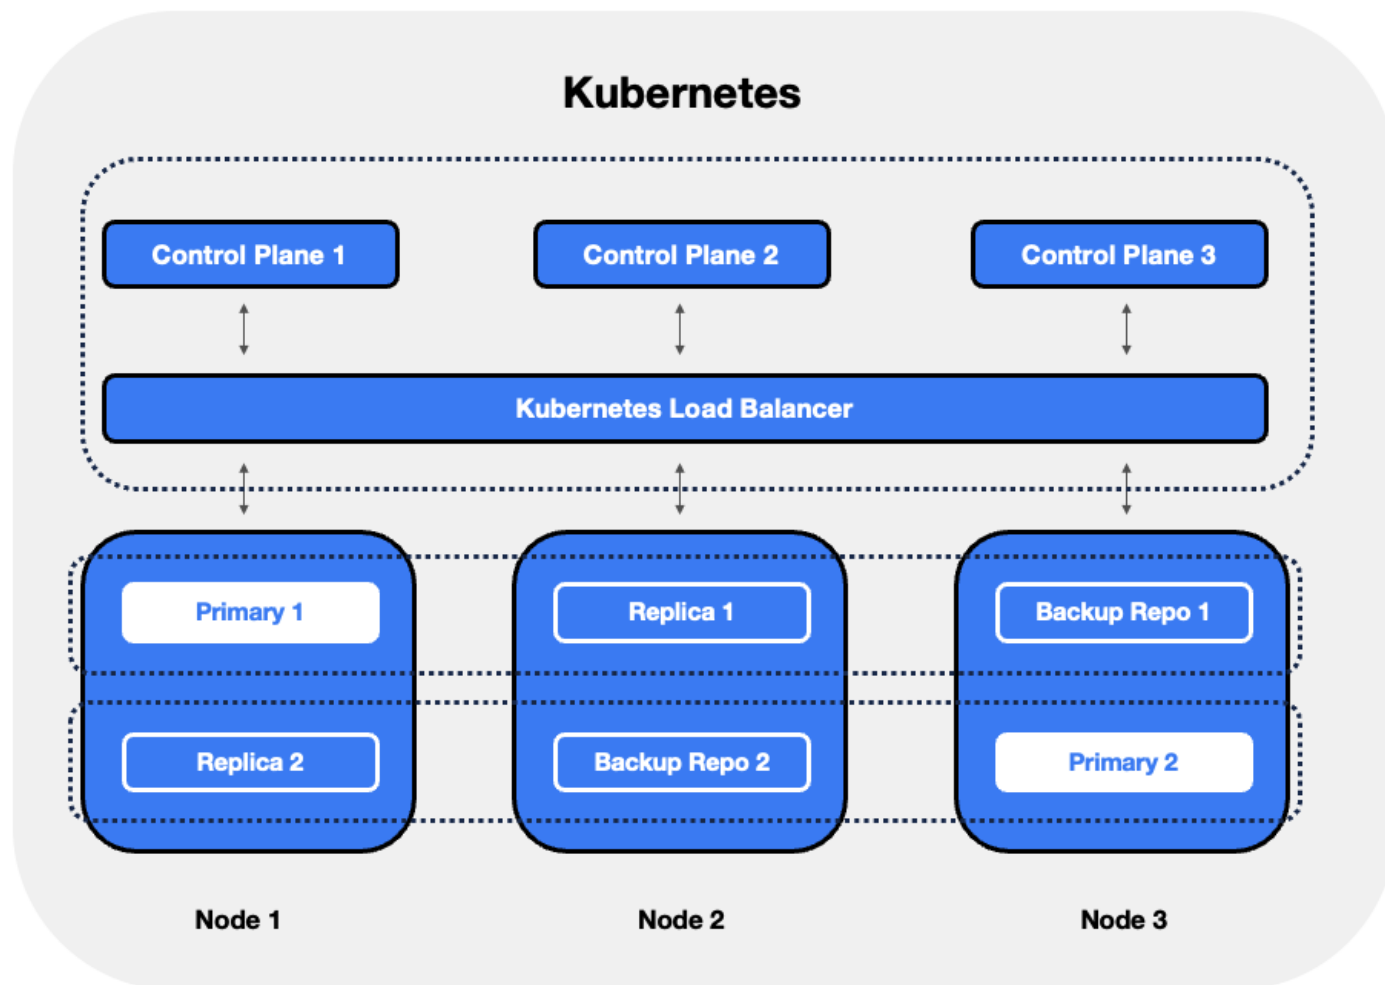 Kubernetes
Control Plane 1
Control Plane 2
Control Plane 3
Kubernetes Load Balancer
Primary 1
Replica 1
Backup Repo 1
Replica 2
Backup Repo 2
Primary 2
Node 1
Node 2
Node 3